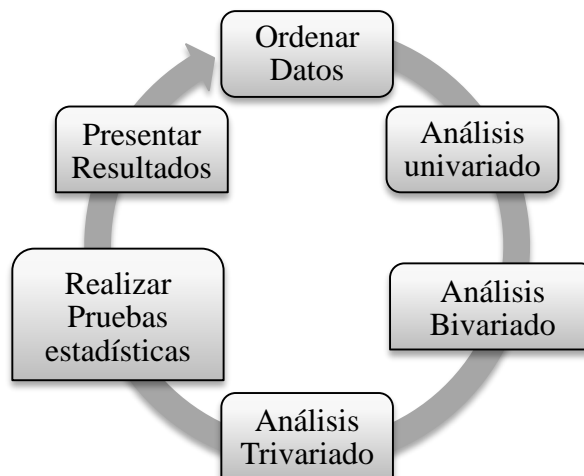 Ordenar
Datos
Análisis
univariado
Análisis
Bivariado
Análisis
Trivariado
Realizar
Pruebas
estadísticas
Presentar
Resultados